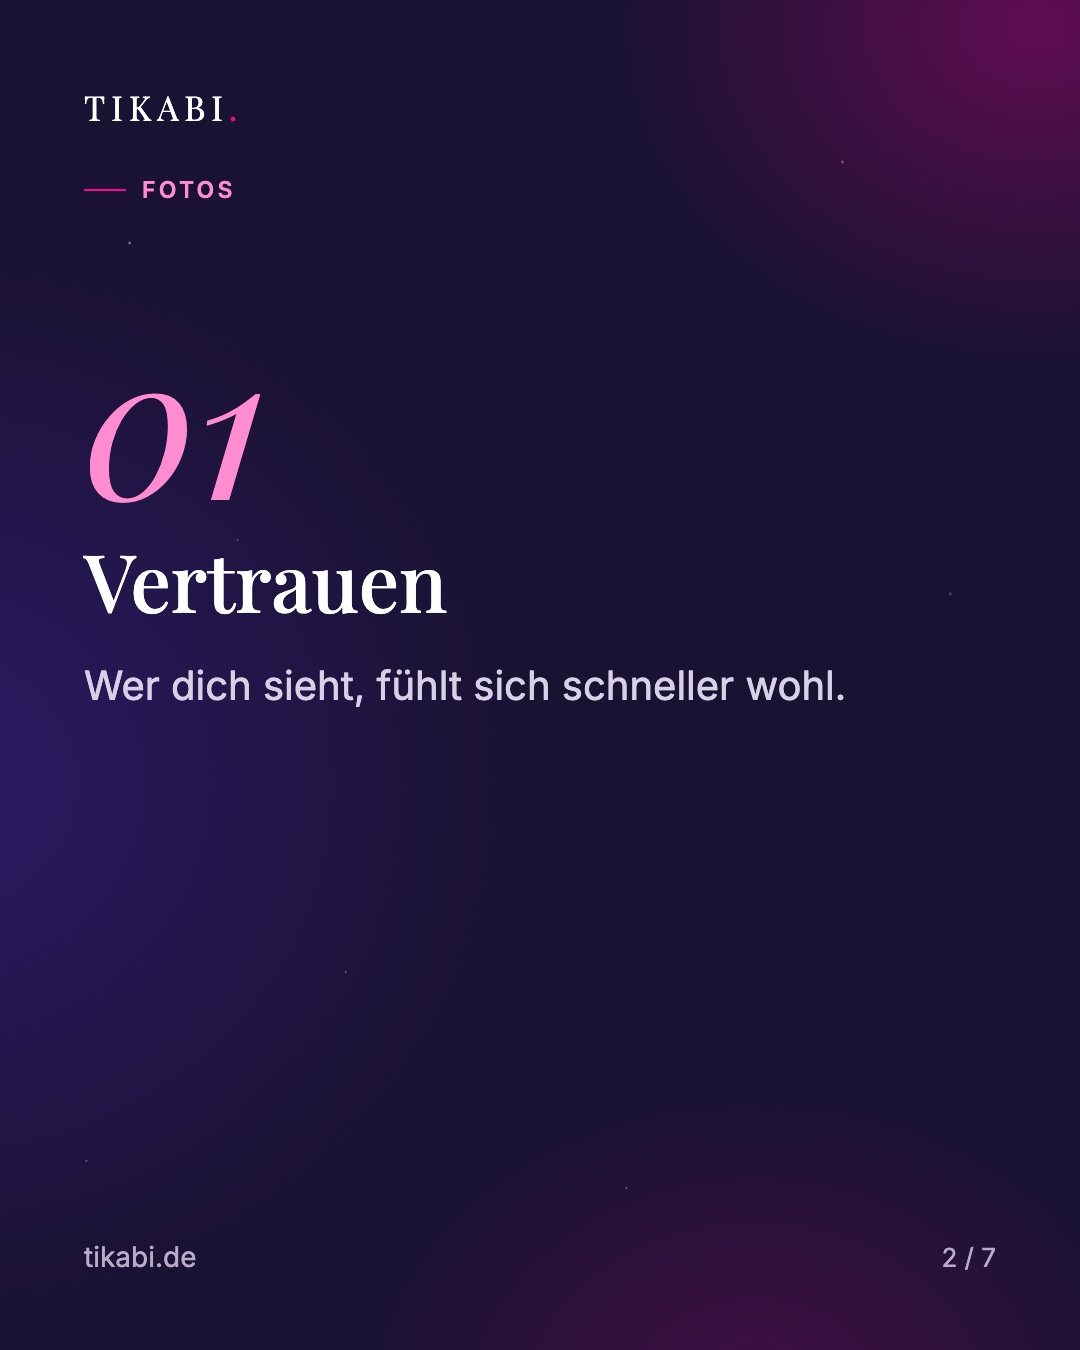 TIKABI.
FOTOS
01
Vertrauen
Wer dich sieht, fühlt sich schneller wohl.
tikabi.de
2 / 7